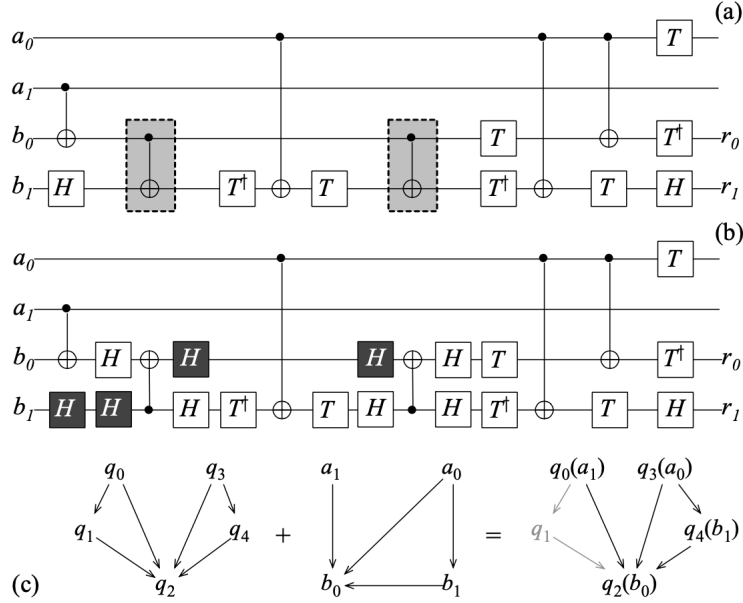 (a)
a0 T
a1
b0 T T† r0
b1 H T† T T† T H r1
(b)
a0 T
a1
b0 H H H H T T† r0
b1 H H H T† T H H T† T H r1
q0 q3 a1 a0 q0(a1) q3(a0)
q1 q4 + = q1 q4(b1)
(c) q2 b0 b1 q2(b0)